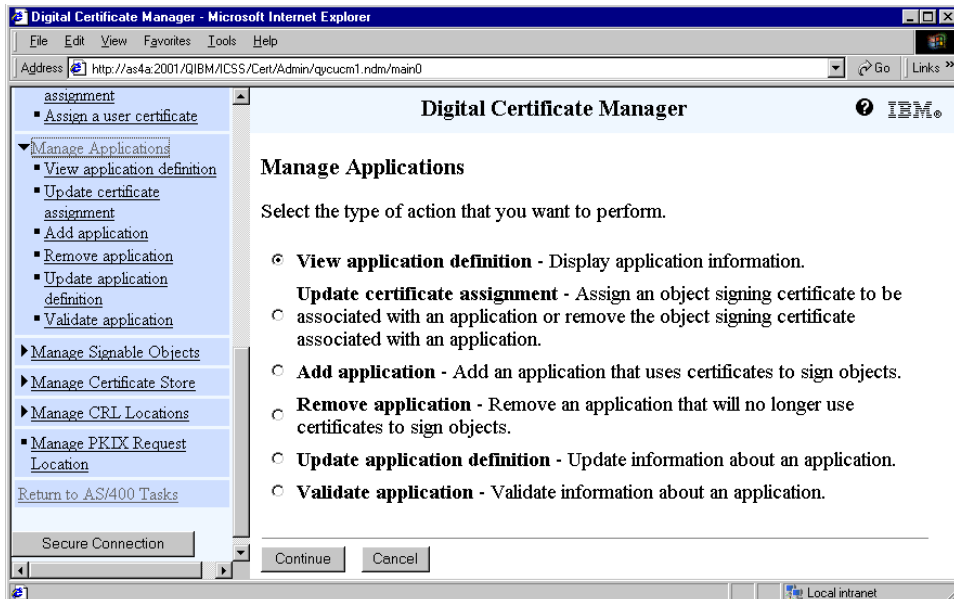 Digital Certificate Manager - Microsoft Internet Explorer
File Edit View Favorites Tools Help
Address http://as4a:2001/QIBM/ICSS/Cert/Admin/qycucm1.ndm/main0 Go Links »
assignment
Assign a user certificate
Manage Applications
View application definition
Update certificate
assignment
Add application
Remove application
Update application
definition
Validate application
Manage Signable Objects
Manage Certificate Store
Manage CRL Locations
Manage PKIX Request
Location
Return to AS/400 Tasks
Secure Connection
Digital Certificate Manager ? IBM®
Manage Applications
Select the type of action that you want to perform.
View application definition - Display application information.
Update certificate assignment - Assign an object signing certificate to be
associated with an application or remove the object signing certificate
associated with an application.
Add application - Add an application that uses certificates to sign objects.
Remove application - Remove an application that will no longer use
certificates to sign objects.
Update application definition - Update information about an application.
Validate application - Validate information about an application.
Continue Cancel
Local intranet